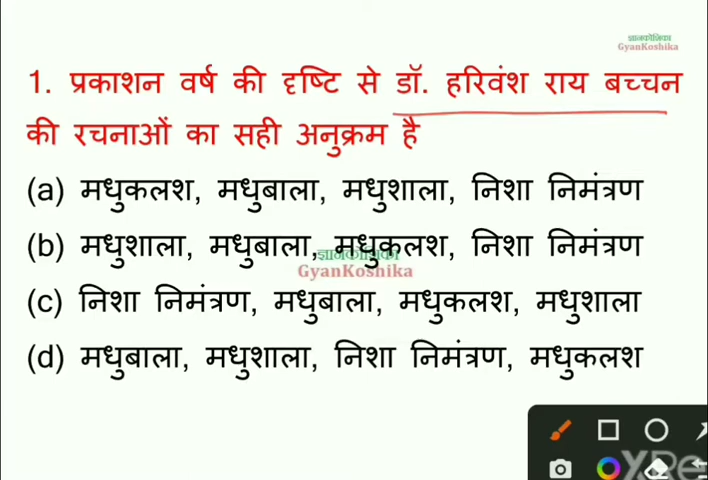 ज्ञानकोशिका
GyanKoshika
1. प्रकाशन वर्ष की दृष्टि से डॉ. हरिवंश राय बच्चन
की रचनाओं का सही अनुक्रम है
(a) मधुकलश, मधुबाला, मधुशाला, निशा निमंत्रण
(b) मधुशाला, मधुबाला, मधुकलश, निशा निमंत्रण
ज्ञानकोशिका
GyanKoshika
(c) निशा निमंत्रण, मधुबाला, मधुकलश, मधुशाला
(d) मधुबाला, मधुशाला, निशा निमंत्रण, मधुकलश